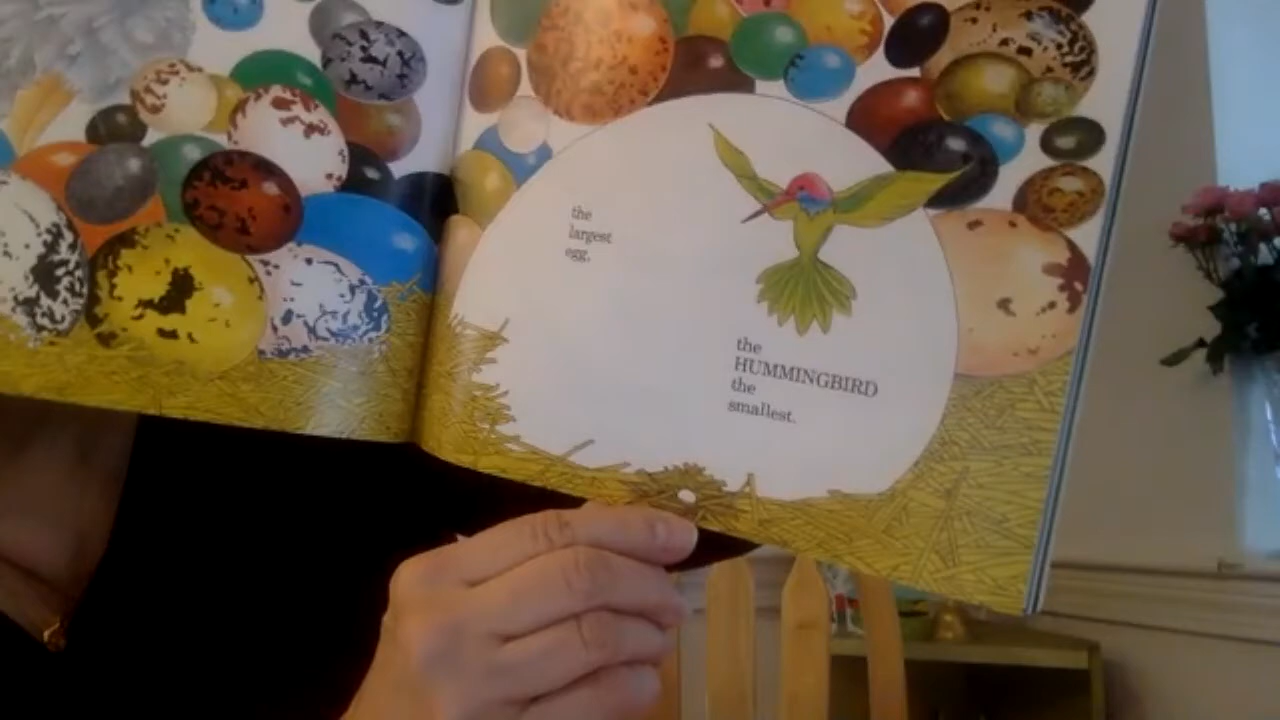 the
largest
egg,
the
HUMMINGBIRD
the
smallest.